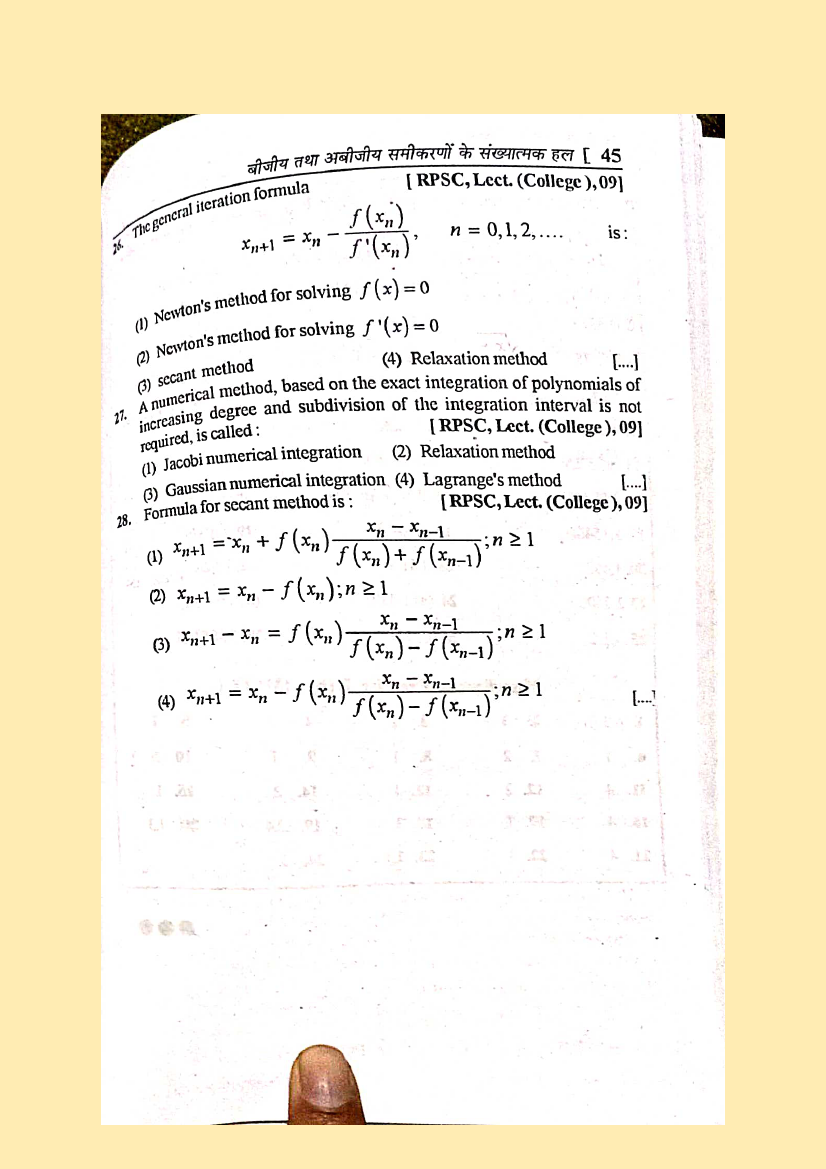 बीजीय तथा अबीजीय समीकरणों के संख्यात्मक हल [ 45
26. The general iteration formula [ RPSC, Lect. (College ), 09]
x_{n+1} = x_n - \frac{f(x_n)}{f'(x_n)}, n = 0,1,2,.... is :
(1) Newton's method for solving f(x) = 0
(2) Newton's method for solving f'(x) = 0
(3) secant method (4) Relaxation method [....]
27. A numerical method, based on the exact integration of polynomials of
increasing degree and subdivision of the integration interval is not
required, is called : [ RPSC, Lect. (College ), 09]
(1) Jacobi numerical integration (2) Relaxation method
(3) Gaussian numerical integration (4) Lagrange's method [....]
28. Formula for secant method is : [ RPSC, Lect. (College ), 09]
(1) x_{n+1} = x_n + f(x_n) \frac{x_n - x_{n-1}}{f(x_n) + f(x_{n-1})}; n ≥ 1
(2) x_{n+1} = x_n - f(x_n); n ≥ 1
(3) x_{n+1} - x_n = f(x_n) \frac{x_n - x_{n-1}}{f(x_n) - f(x_{n-1})}; n ≥ 1
(4) x_{n+1} = x_n - f(x_n) \frac{x_n - x_{n-1}}{f(x_n) - f(x_{n-1})}; n ≥ 1 [....]